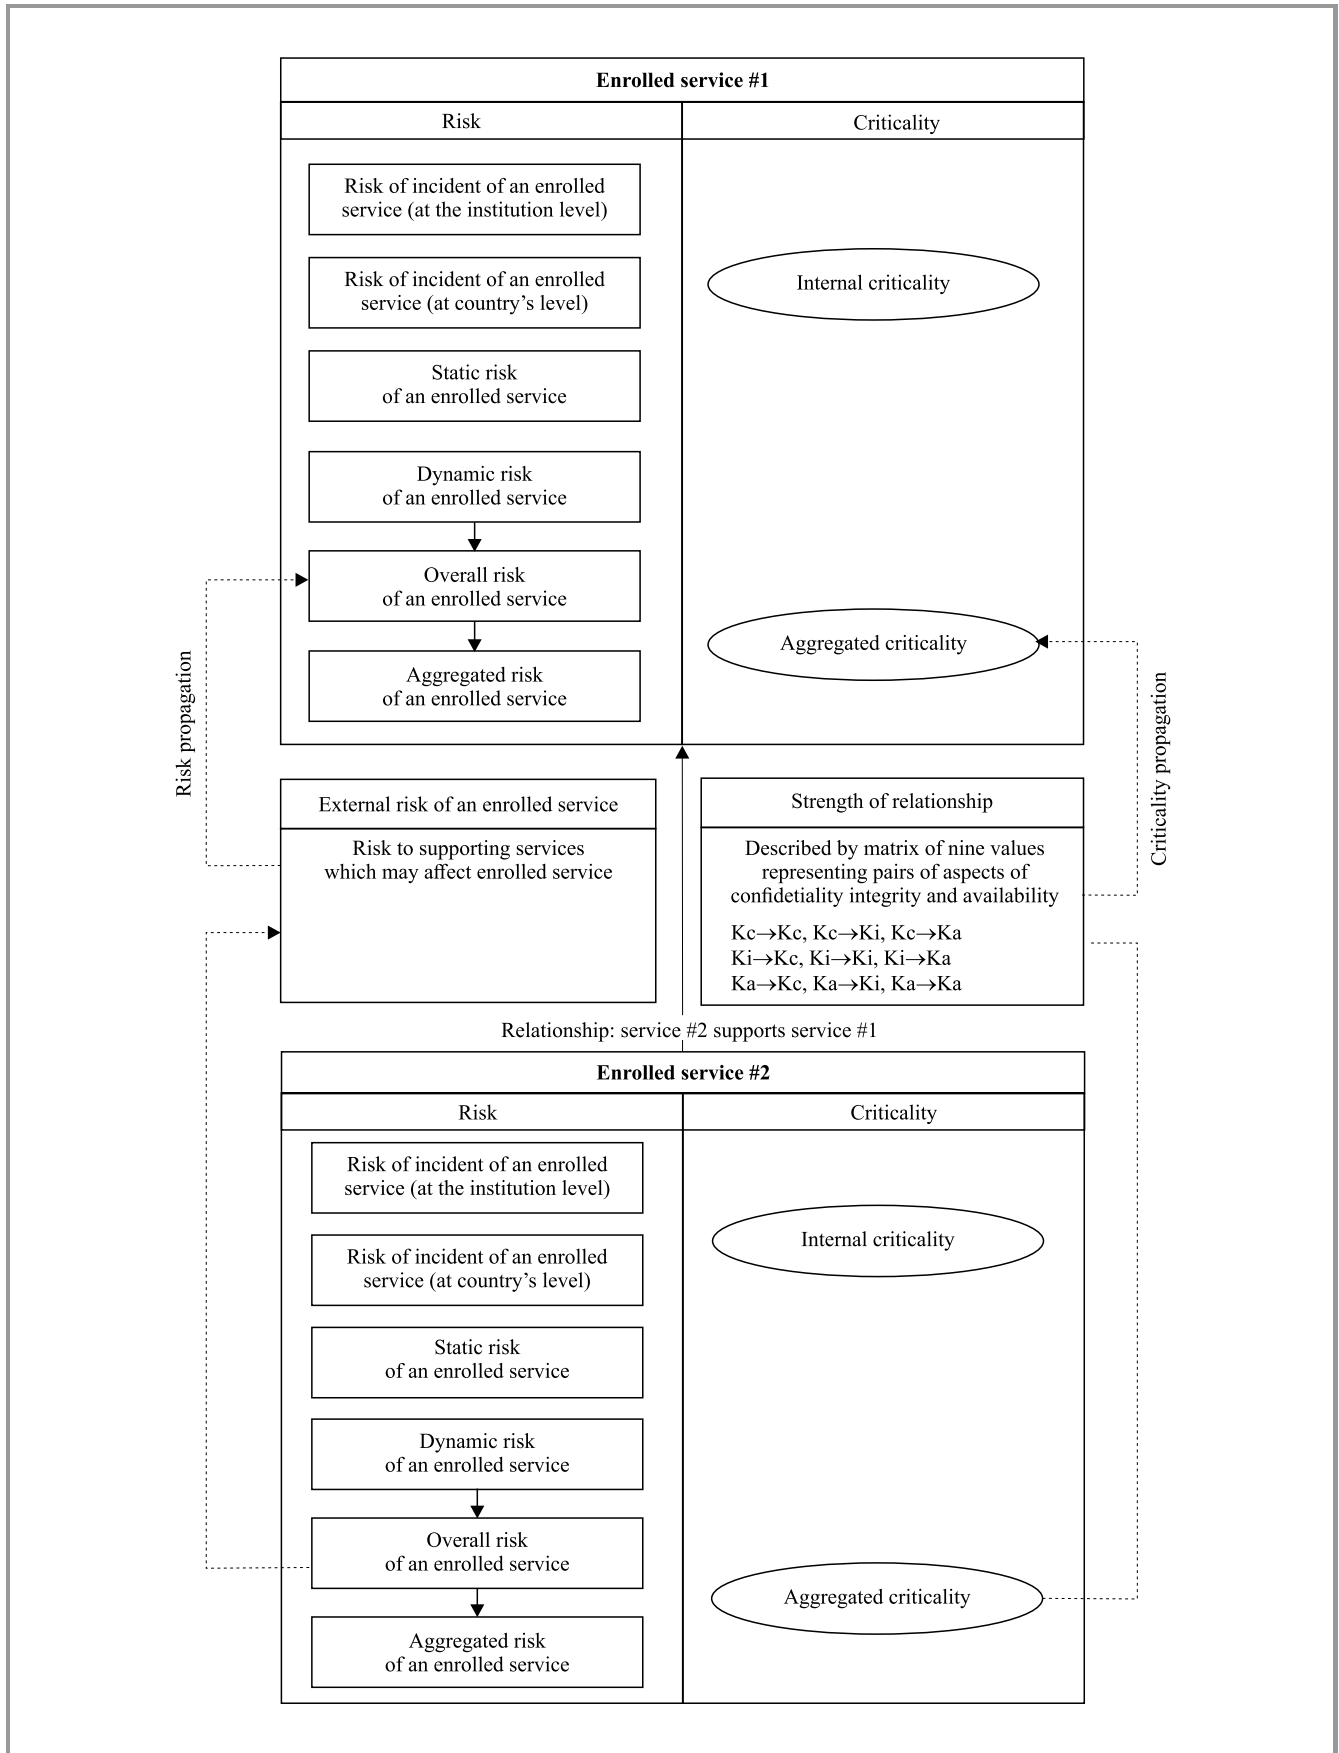 Enrolled service #1
Risk
Criticality
Risk of incident of an enrolled
service (at the institution level)
Risk of incident of an enrolled
service (at country’s level)
Internal criticality
Static risk
of an enrolled service
Dynamic risk
of an enrolled service
Overall risk
of an enrolled service
Aggregated criticality
Aggregated risk
of an enrolled service
Risk propagation
Criticality propagation
External risk of an enrolled service
Risk to supporting services
which may affect enrolled service
Strength of relationship
Described by matrix of nine values
representing pairs of aspects of
confidetiality integrity and availability
Kc→Kc, Kc→Ki, Kc→Ka
Ki→Kc, Ki→Ki, Ki→Ka
Ka→Kc, Ka→Ki, Ka→Ka
Relationship: service #2 supports service #1
Enrolled service #2
Risk
Criticality
Risk of incident of an enrolled
service (at the institution level)
Risk of incident of an enrolled
service (at country’s level)
Internal criticality
Static risk
of an enrolled service
Dynamic risk
of an enrolled service
Overall risk
of an enrolled service
Aggregated criticality
Aggregated risk
of an enrolled service